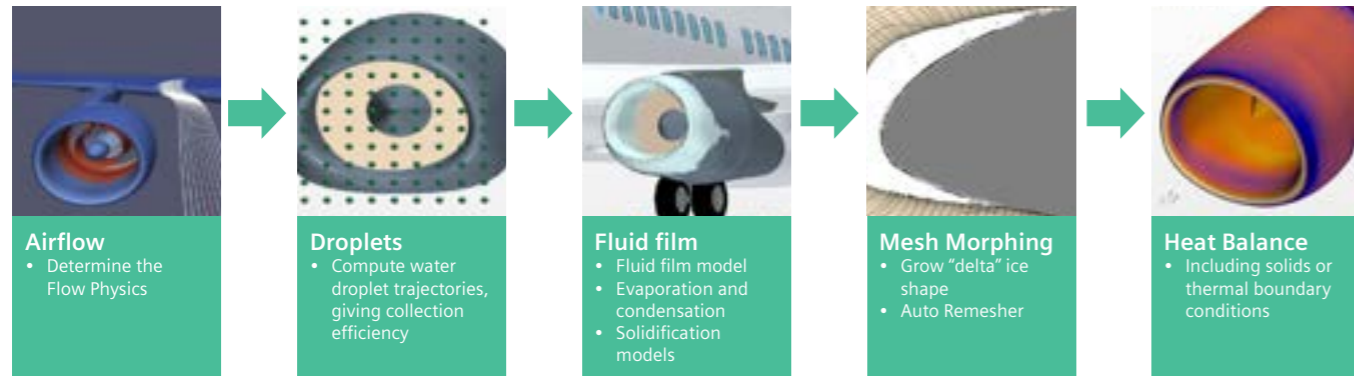 Airflow
• Determine the
Flow Physics
Droplets
• Compute water
droplet trajectories,
giving collection
efficiency
Fluid film
• Fluid film model
• Evaporation and
condensation
• Solidification
models
Mesh Morphing
• Grow “delta” ice
shape
• Auto Remesher
Heat Balance
• Including solids or
thermal boundary
conditions